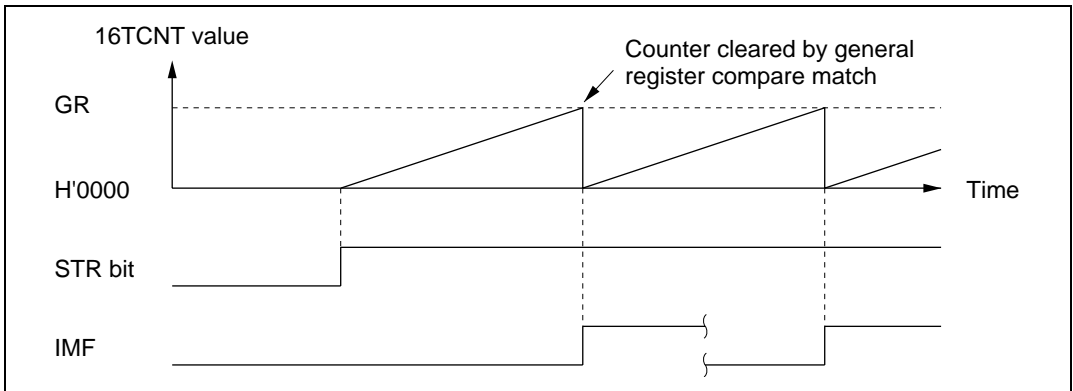 16TCNT value
Counter cleared by general
register compare match
GR
H'0000
Time
STR bit
IMF